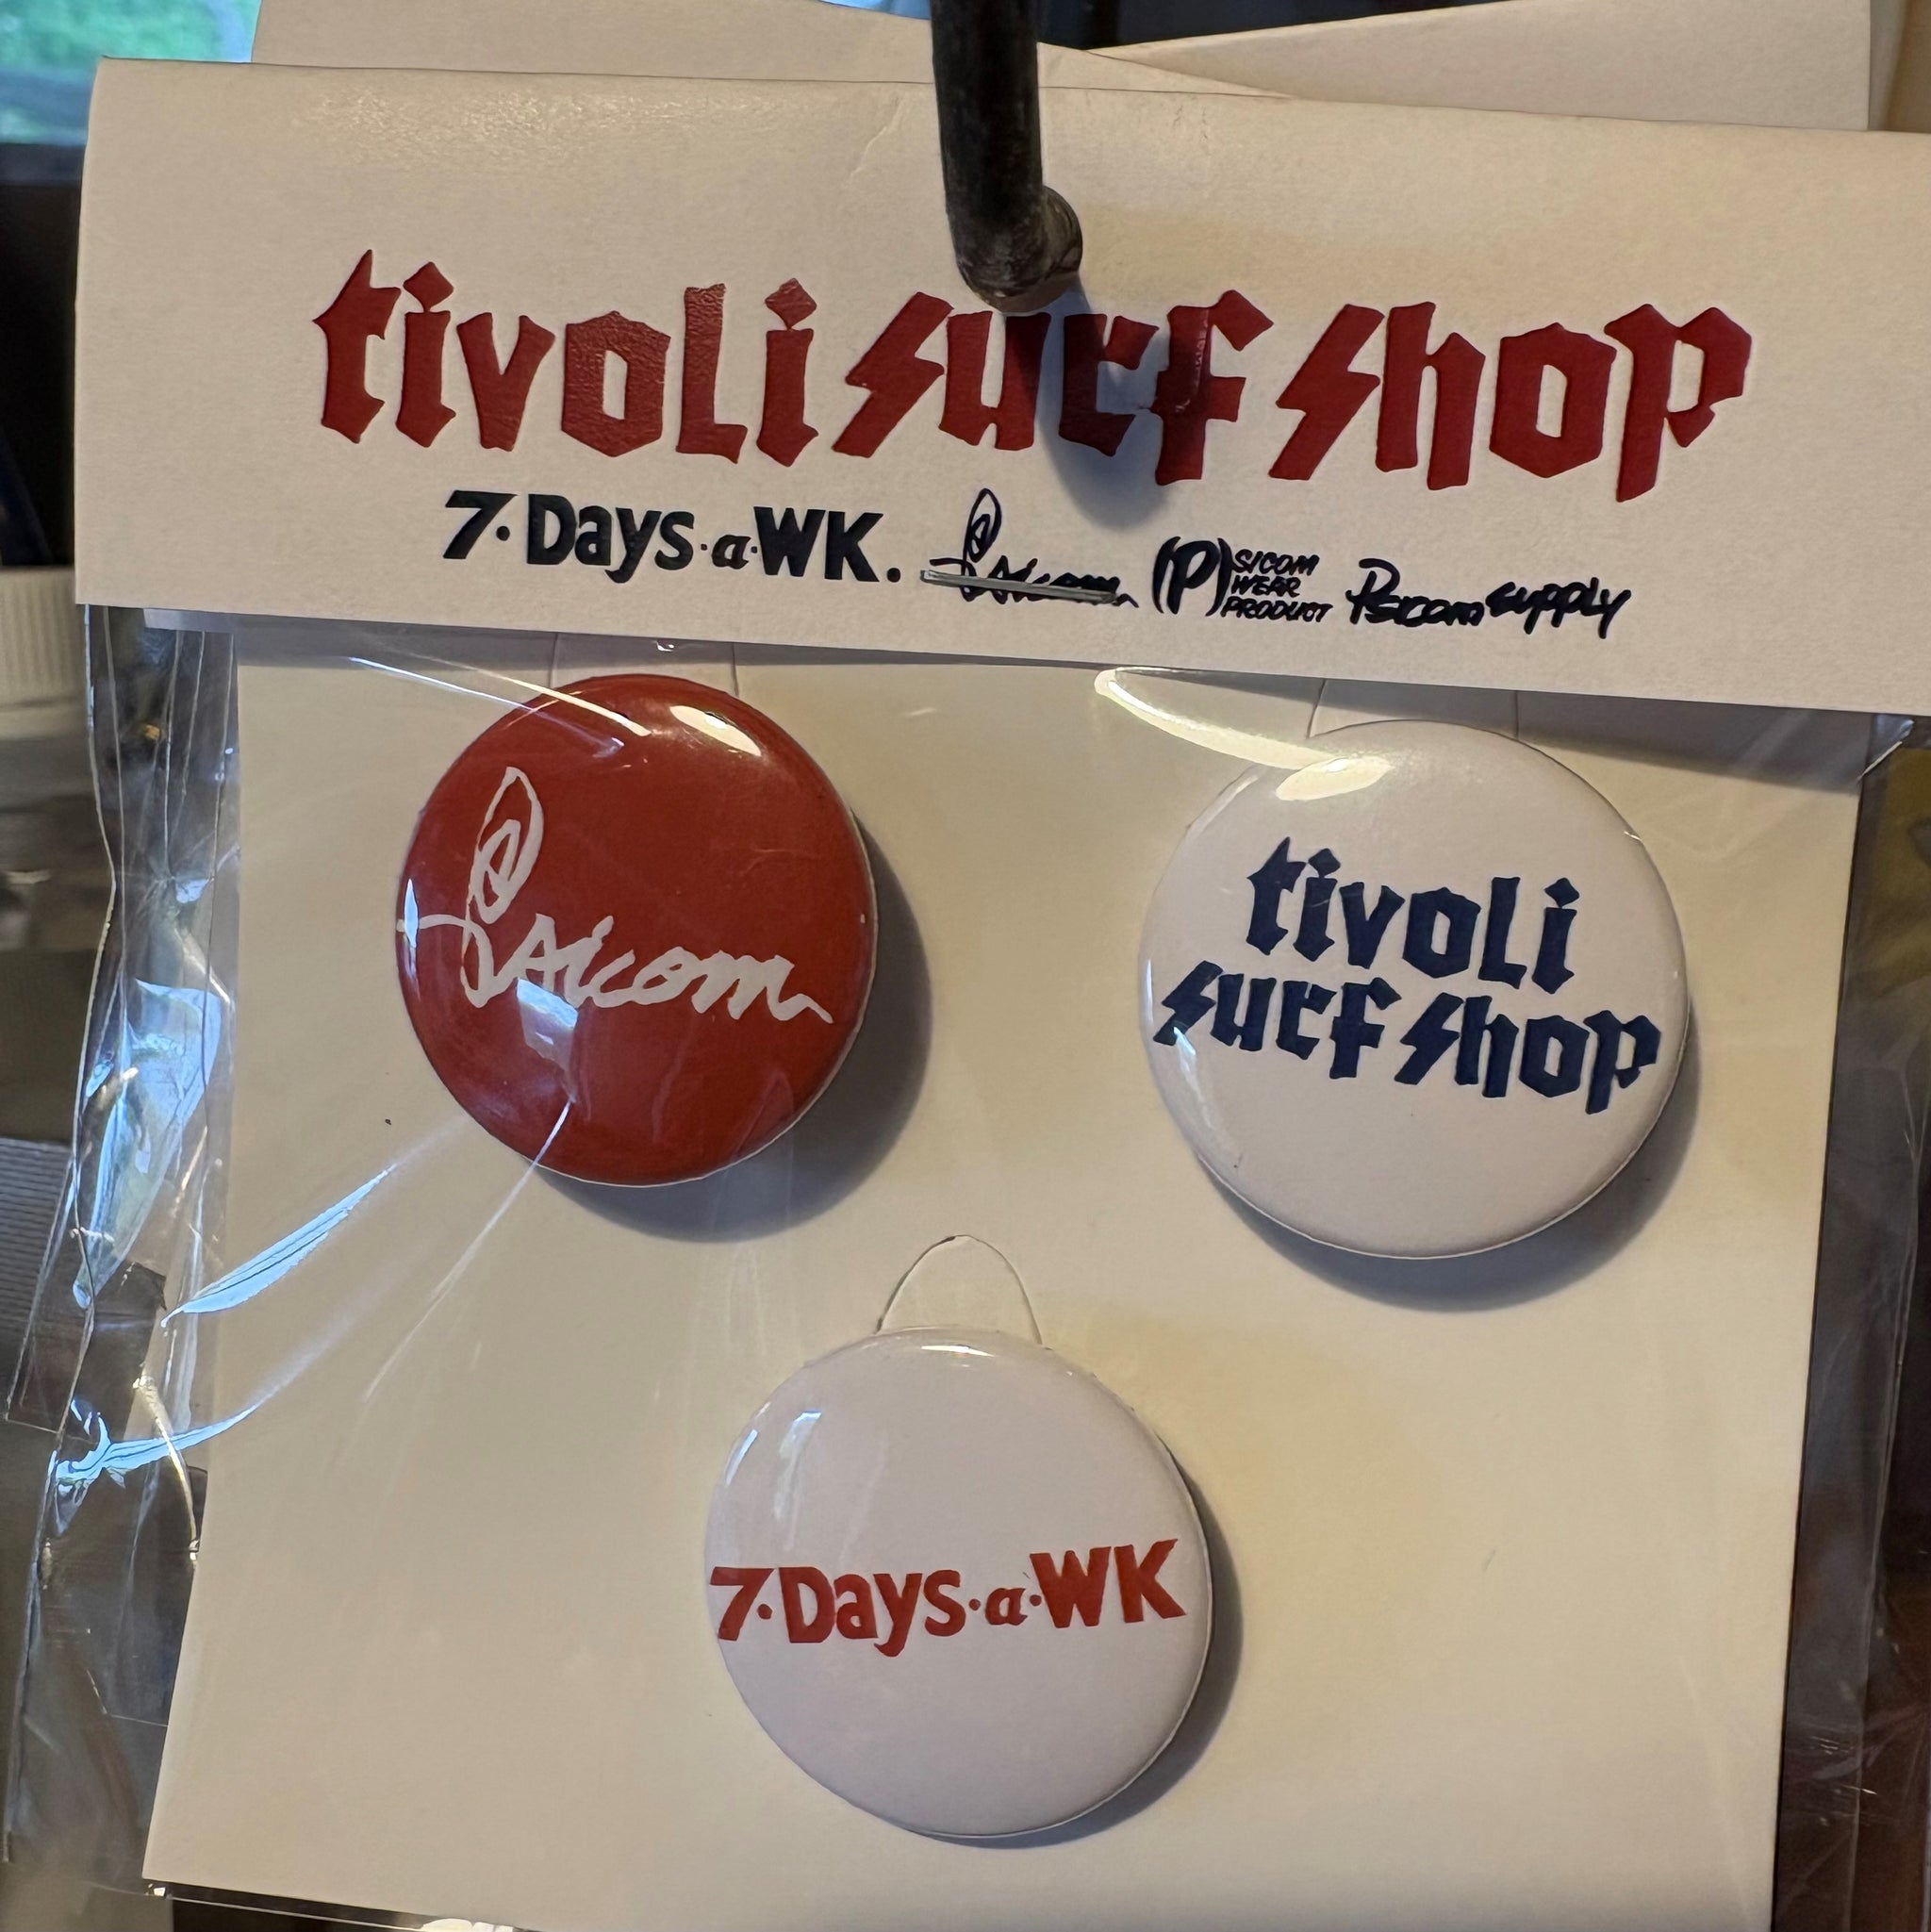 tivoli surf shop
7·Days·a·WK. Psicom (P) SICOM WEAR PRODUCT Psicom supply
Psicom
tivoli
surf shop
7·Days·a·WK